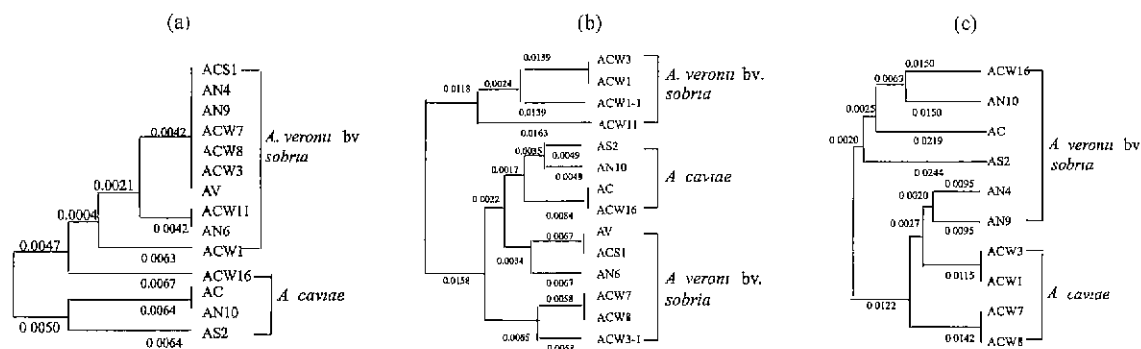 (a)
ACS1
AN4
AN9
ACW7
ACW8
ACW3
AV
ACW11
AN6
ACW1
ACW16
AC
AN10
AS2
0.0042
0.0021
0.0004
0.0047
0.0042
0.0063
0.0067
0.0064
0.0050
0.0064
A. veronii bv
sobria
A caviae
(b)
0.0139
ACW3
ACW1
0.0024
0.0118
ACW1-1
0.0139
ACW11
0.0163
AS2
0.0035
0.0049
AN10
0.0049
0.0017
AC
ACW16
0.0022
0.0084
AV
0.0067
ACS1
0.0034
AN6
0.0067
0.0158
0.0058
ACW7
ACW8
0.0085
ACW3-1
0.0058
A. veronii bv.
sobria
A caviae
A veroni bv.
sobria
(c)
0.0150
ACW16
0.0069
AN10
0.0150
0.0025
AC
0.0219
0.0020
AS2
0.0244
0.0095
AN4
0.0020
AN9
0.0095
0.0027
ACW3
ACW1
0.0115
0.0122
ACW7
ACW8
0.0142
A veronii bv
sobria
A caviae